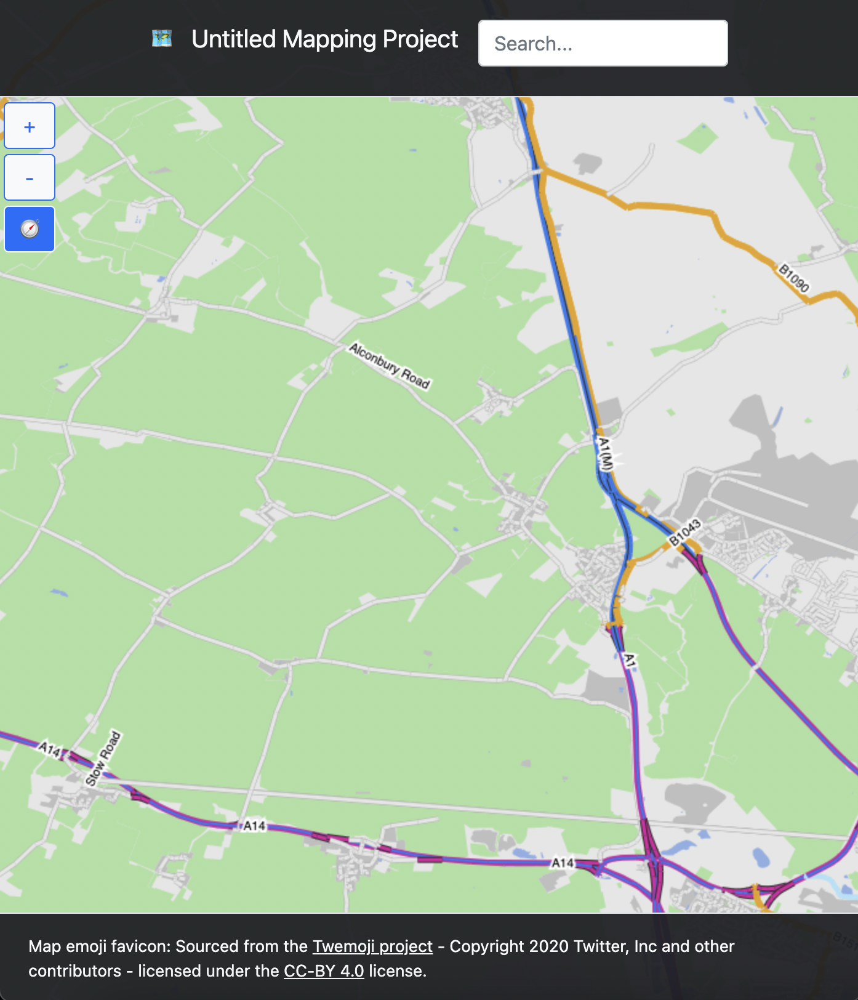 Untitled Mapping Project
Search...
+
-
B1090
Alconbury Road
A1(M)
B1043
A1
A14
Stow Road
A14
A14
Map emoji favicon: Sourced from the Twemoji project - Copyright 2020 Twitter, Inc and other
contributors - licensed under the CC-BY 4.0 license.